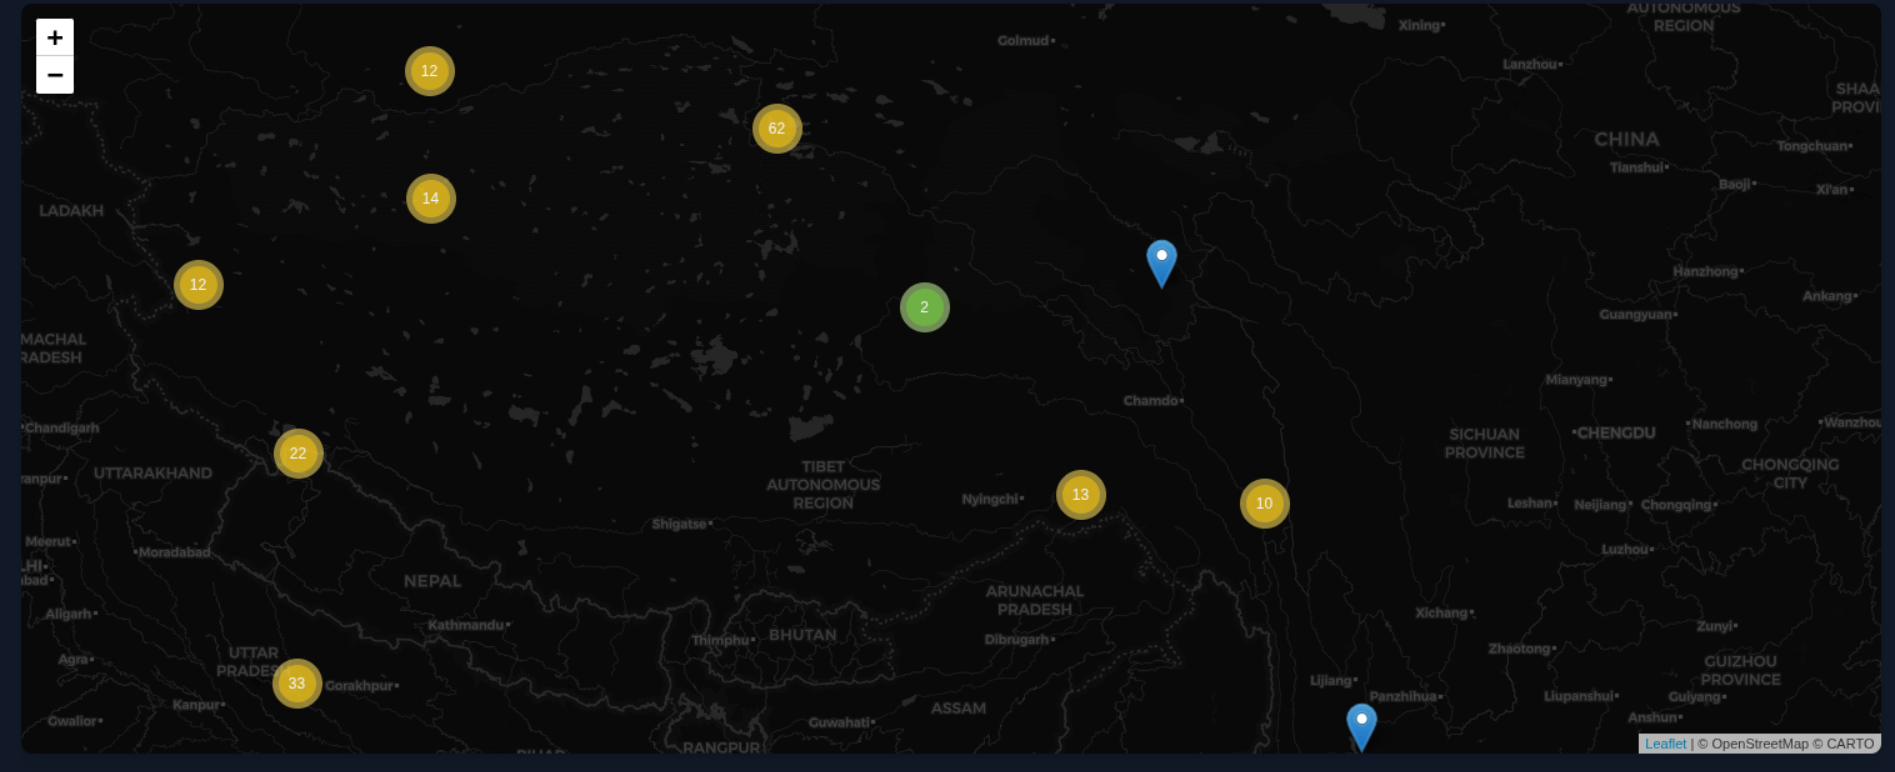 +
−
12
62
14
12
2
22
13
10
33
Golmud
Xining
AUTONOMOUS
REGION
Lanzhou
SHAA
PROVI
CHINA
Tongchuan
Tianshui
Baoji
Xi'an
LADAKH
Hanzhong
Ankang
Guangyuan
MACHAL
RADESH
Mianyang
Chamdo
Chandigarh
Nanchong
Wanzhou
SICHUAN
PROVINCE
CHENGDU
UTTARAKHAND
CHONGQING
CITY
ranpur
TIBET
AUTONOMOUS
REGION
Nyingchi
Leshan
Neijiang
Chongqing
Shigatse
Meerut
Moradabad
Luzhou
LHI
bad
NEPAL
ARUNACHAL
PRADESH
Aligarh
Kathmandu
Xichang
Zunyi
Thimphu
BHUTAN
Dibrugarh
Zhaotong
Agra
UTTAR
PRADESH
Gorakhpur
GUIZHOU
PROVINCE
Lijiang
Panzhihua
Liupanshui
Guiyang
Kanpur
ASSAM
Gwalior
Guwahati
Anshun
RANGPUR
BIHAR
Leaflet | © OpenStreetMap © CARTO